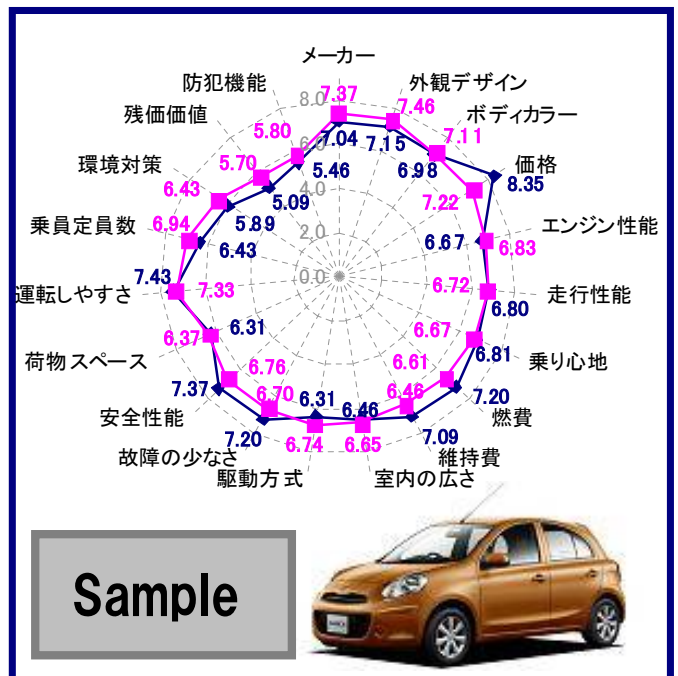 メーカー
防犯機能
外観デザイン
7.37
8.0
残価価値
7.46
ボディカラー
5.80
7.04
7.15
7.11
6.0
環境対策
5.70
5.46
6.98
価格
8.35
6.43
5.09
4.0
7.22
乗員定員数
6.94
5.89
エンジン性能
6.43
2.0
6.67
6.83
7.43
運転しやすさ
7.33
0.0
6.72
走行性能
6.80
荷物スペース
6.37
6.31
6.67
6.81
乗り心地
安全性能
7.37
6.76
6.61
7.20
燃費
6.70
6.31
6.46
6.46
故障の少なさ
7.20
6.74
6.65
7.09
維持費
駆動方式
室内の広さ
Sample